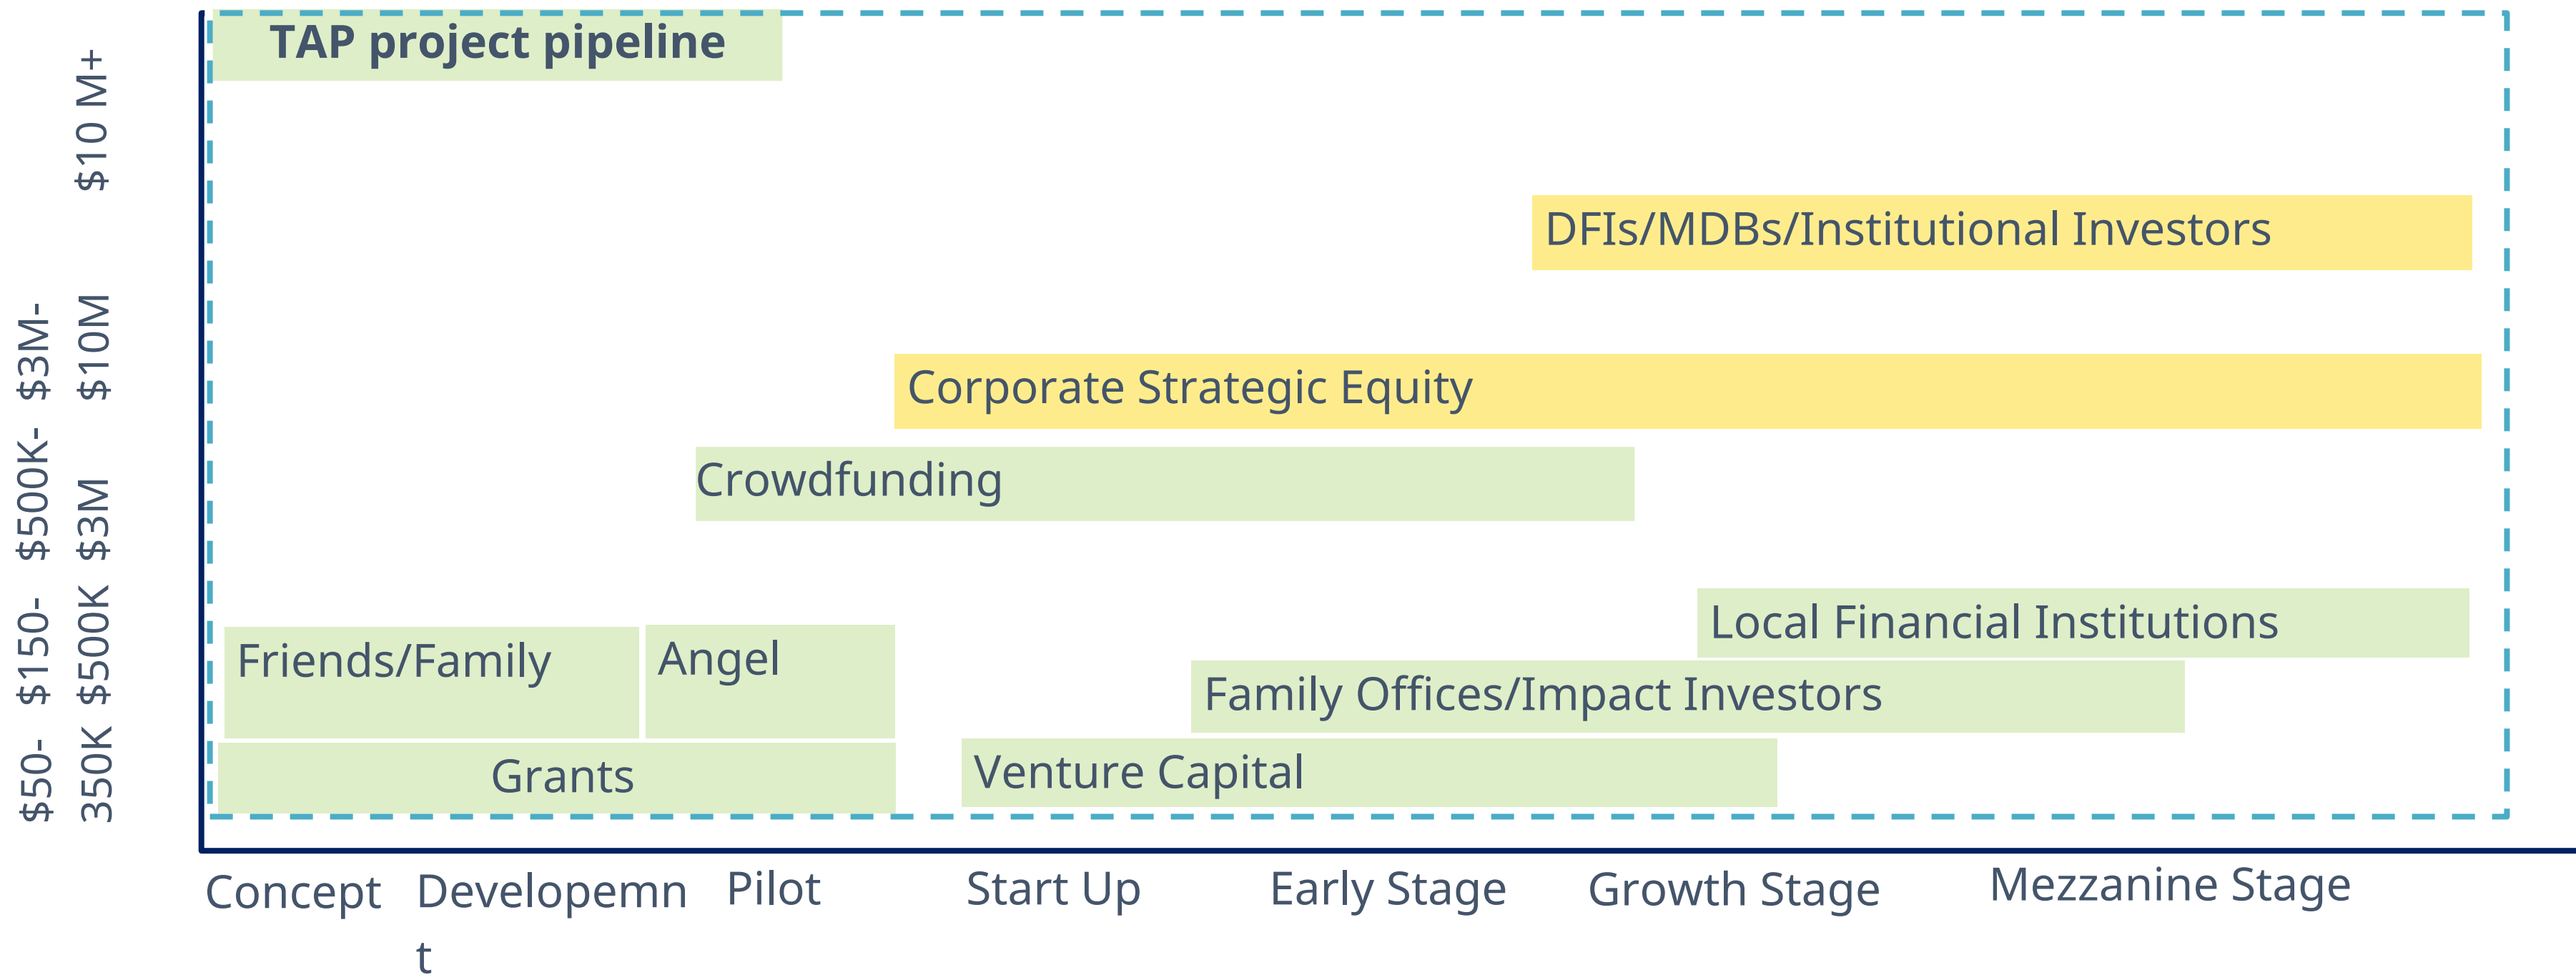 TAP project pipeline
$10 M+
DFIs/MDBs/Institutional Investors
$3M-
$10M
Corporate Strategic Equity
$500K-
$3M
Crowdfunding
$150-
$500K
Local Financial Institutions
Friends/Family
Angel
Family Offices/Impact Investors
$50-
350K
Grants
Venture Capital
Concept
Developemn
t
Pilot
Start Up
Early Stage
Growth Stage
Mezzanine Stage